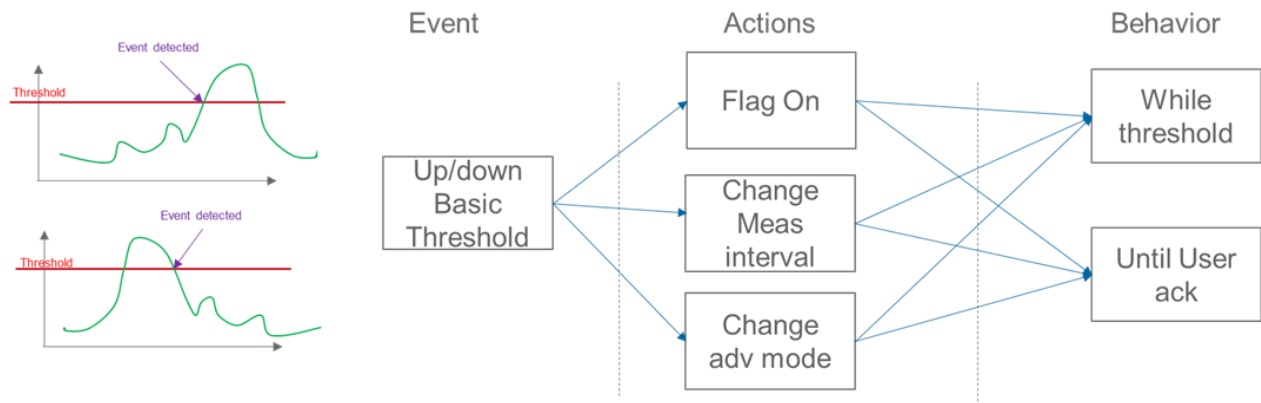 Event detected
Threshold
Event detected
Threshold
Event
Actions
Behavior
Up/down
Basic
Threshold
Flag On
Change
Meas
interval
Change
adv mode
While
threshold
Until User
ack